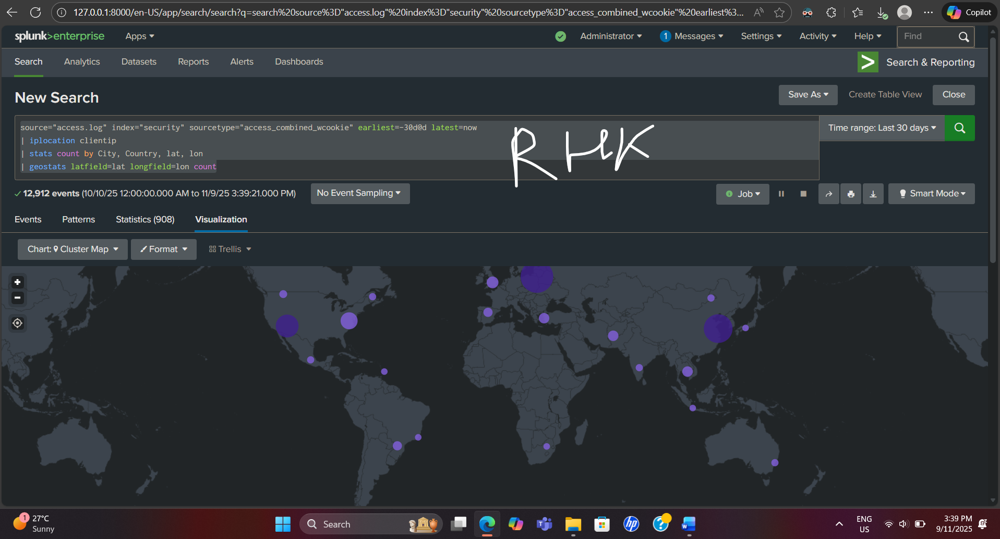 127.0.0.1:8000/en-US/app/search/search?q=search%20source%3D"access.log"%20index%3D"security"%20sourcetype%3D"access_combined_wcookie"%20earliest%3...
Copilot
splunk>enterprise
Apps
Administrator
1 Messages
Settings
Activity
Help
Find
Search
Analytics
Datasets
Reports
Alerts
Dashboards
> Search & Reporting
New Search
Save As
Create Table View
Close
source="access.log" index="security" sourcetype="access_combined_wcookie" earliest=-30d@d latest=now
| iplocation clientip
| stats count by City, Country, lat, lon
| geostats latfield=lat longfield=lon count
RHK
Time range: Last 30 days
12,912 events (10/10/25 12:00:00.000 AM to 11/9/25 3:39:21.000 PM)
No Event Sampling
Job
Smart Mode
Events
Patterns
Statistics (908)
Visualization
Chart: Cluster Map
Format
Trellis
+
−
1
27°C
Sunny
Search
ENG
US
3:39 PM
9/11/2025